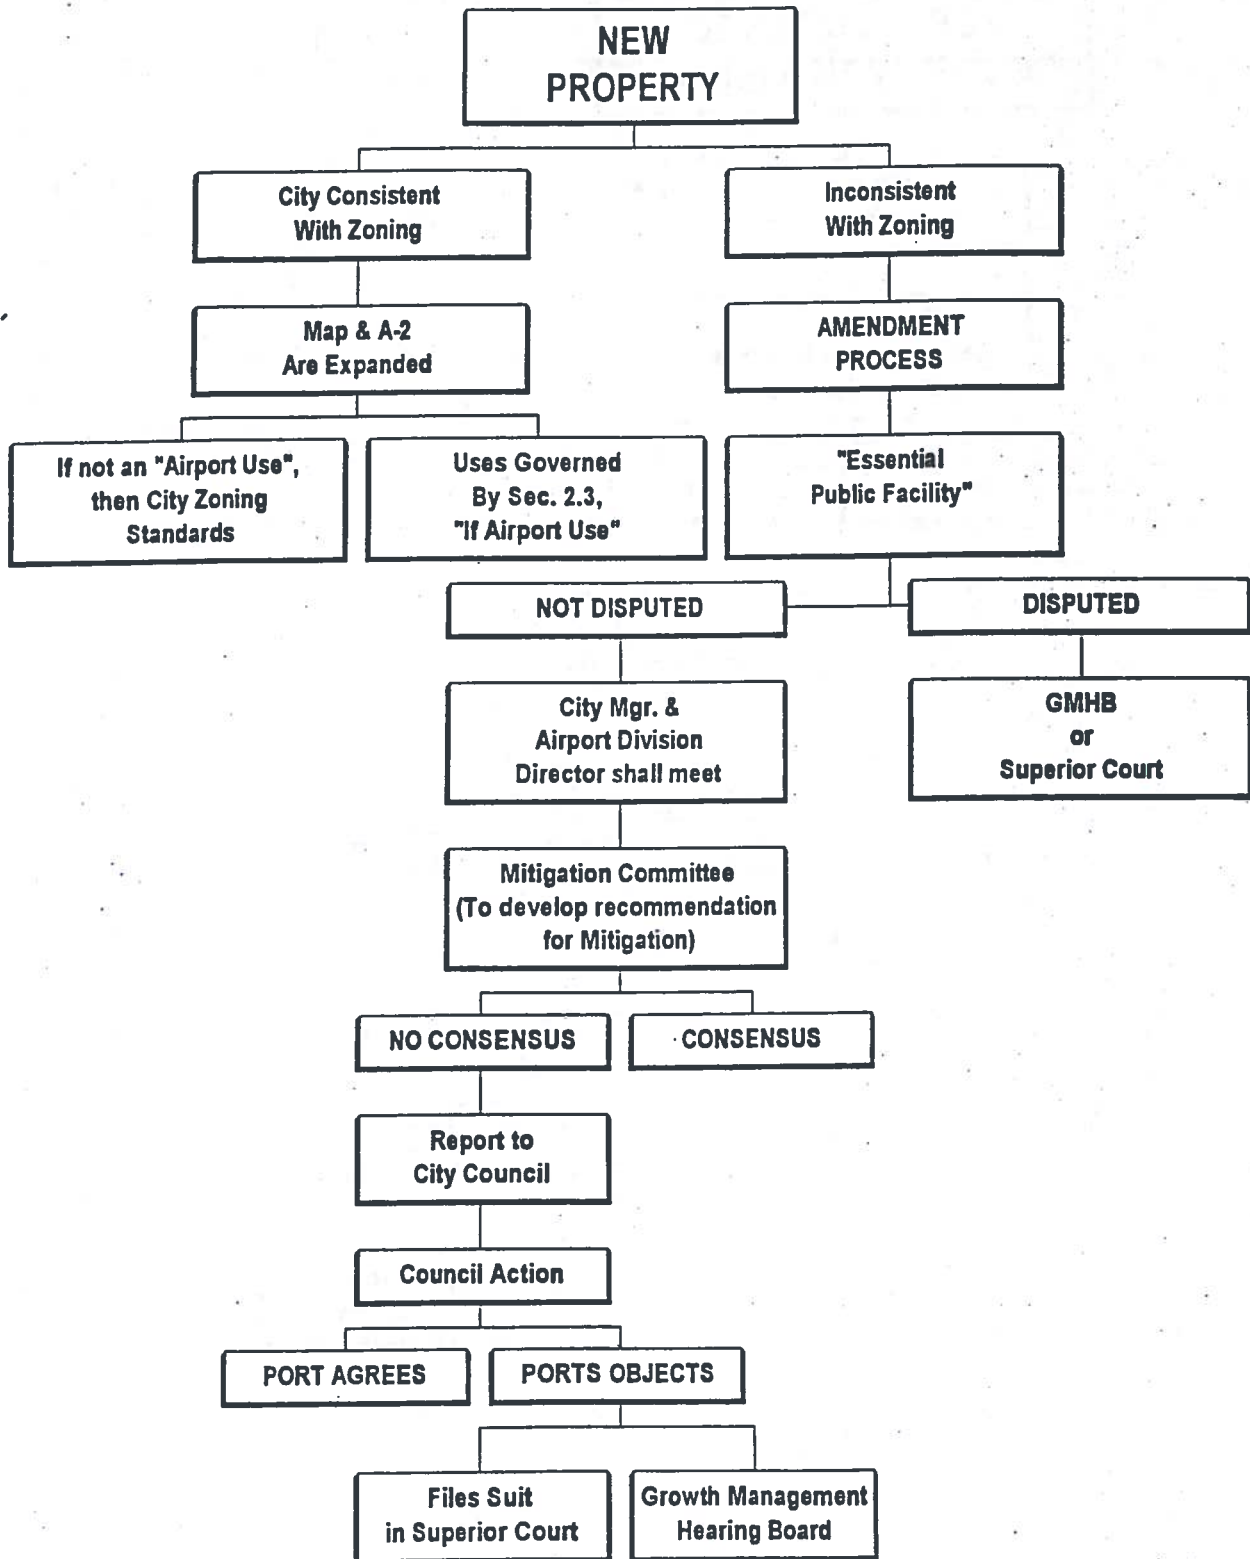 NEW
PROPERTY
City Consistent
With Zoning
Inconsistent
With Zoning
Map & A-2
Are Expanded
AMENDMENT
PROCESS
If not an "Airport Use",
then City Zoning
Standards
Uses Governed
By Sec. 2.3,
"If Airport Use"
"Essential
Public Facility"
NOT DISPUTED
DISPUTED
City Mgr. &
Airport Division
Director shall meet
GMHB
or
Superior Court
Mitigation Committee
(To develop recommendation
for Mitigation)
NO CONSENSUS
CONSENSUS
Report to
City Council
Council Action
PORT AGREES
PORTS OBJECTS
Files Suit
in Superior Court
Growth Management
Hearing Board